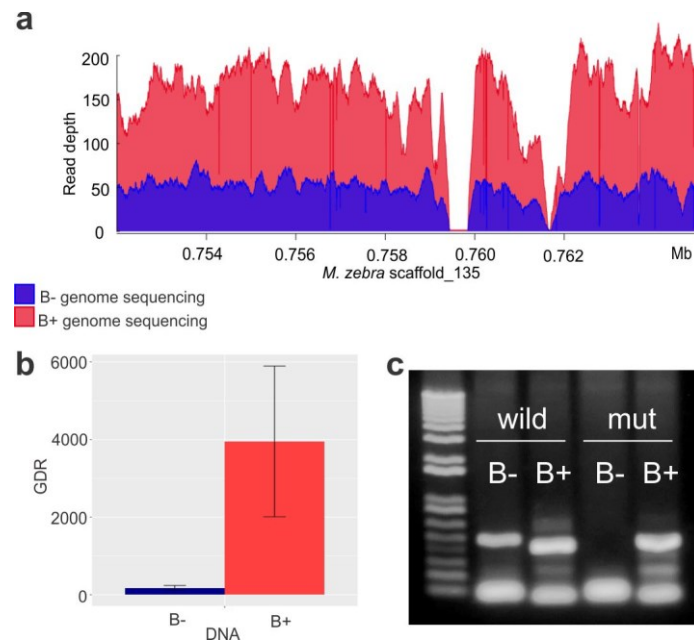 a
200
150
100
50
0
Read depth
0.754 0.756 0.758 0.760 0.762 Mb
M. zebra scaffold_135
B- genome sequencing
B+ genome sequencing
b
6000
4000
2000
0
GDR
B- B+
DNA
c
wild mut
B- B+ B- B+